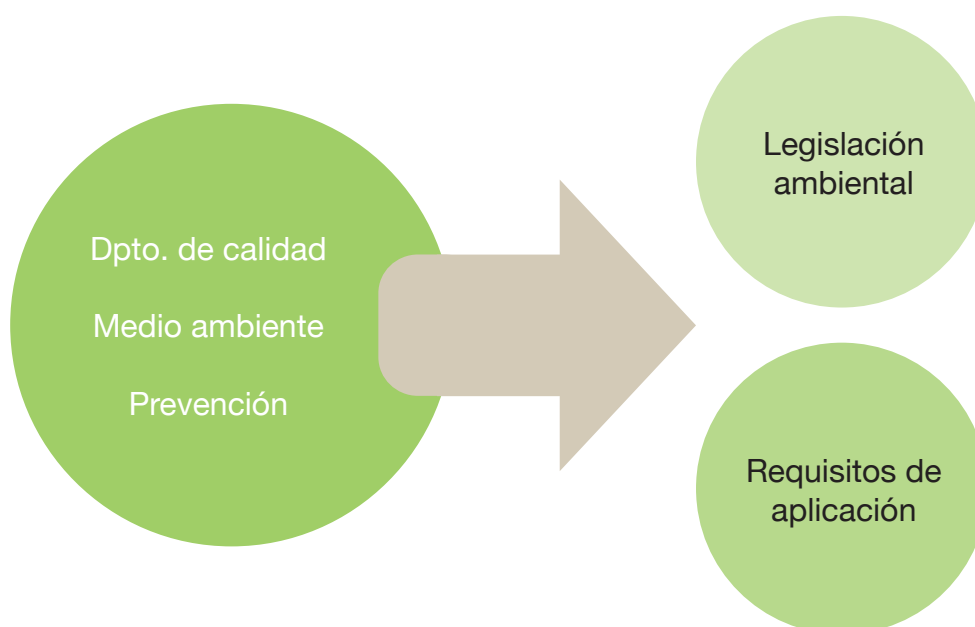 Dpto. de calidad
Medio ambiente
Prevención
Legislación
ambiental
Requisitos de
aplicación